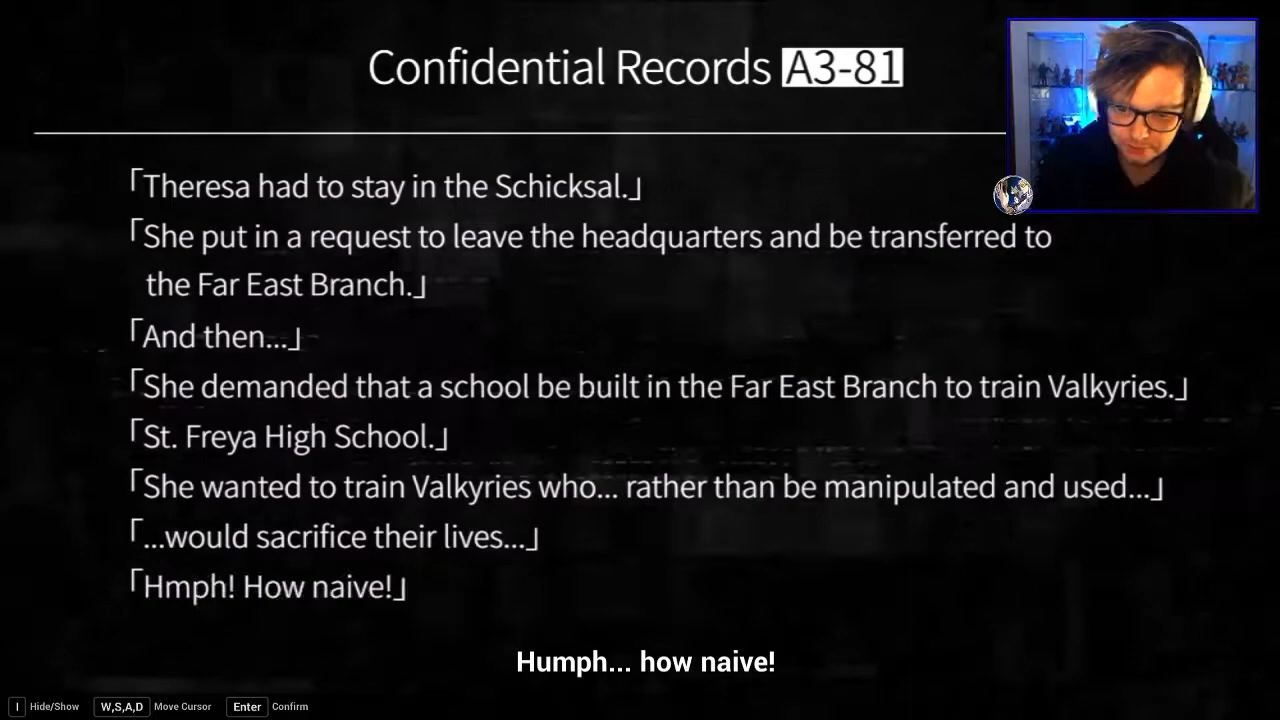 Confidential Records A3-81
「Theresa had to stay in the Schicksal.」
「She put in a request to leave the headquarters and be transferred to
the Far East Branch.」
「And then...」
「She demanded that a school be built in the Far East Branch to train Valkyries.」
「St. Freya High School.」
「She wanted to train Valkyries who... rather than be manipulated and used...」
「...would sacrifice their lives...」
「Hmph! How naive!」
Humph... how naive!
I Hide/Show W,S,A,D Move Cursor Enter Confirm